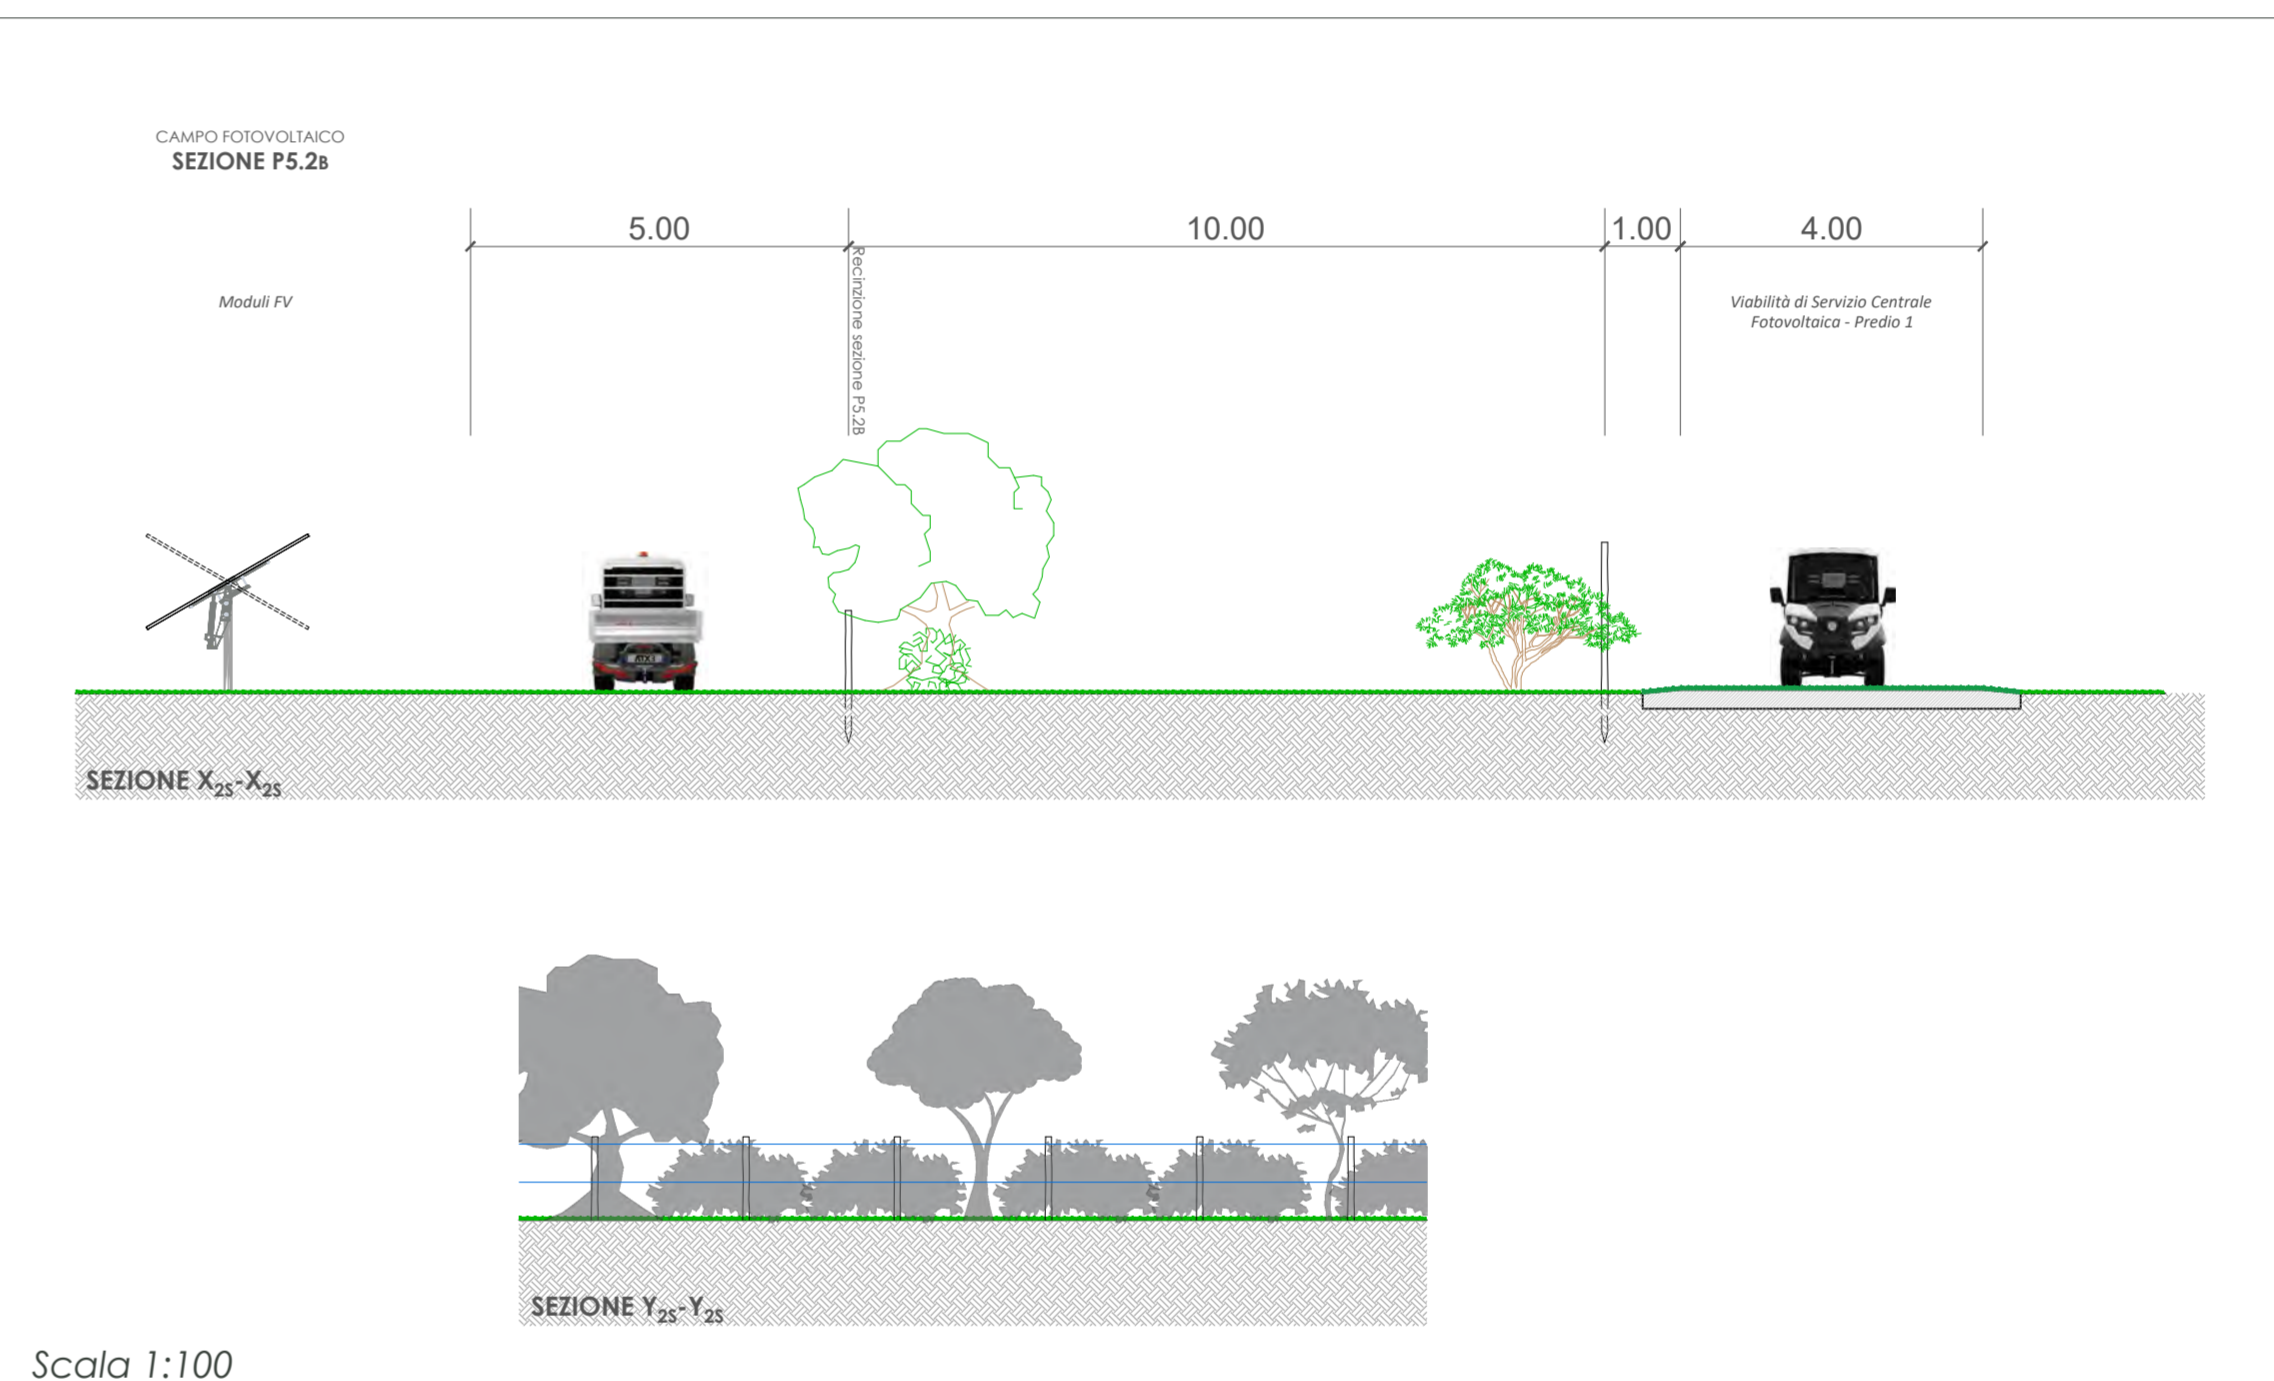 CAMPO FOTOVOLTAICO
SEZIONE P5.2B
5.00
10.00
1.00
4.00
Recinzione sezione P5.2B
Moduli FV
Viabilità di Servizio Centrale
Fotovoltaica - Predio 1
SEZIONE X2S-X2S
SEZIONE Y2S-Y2S
Scala 1:100